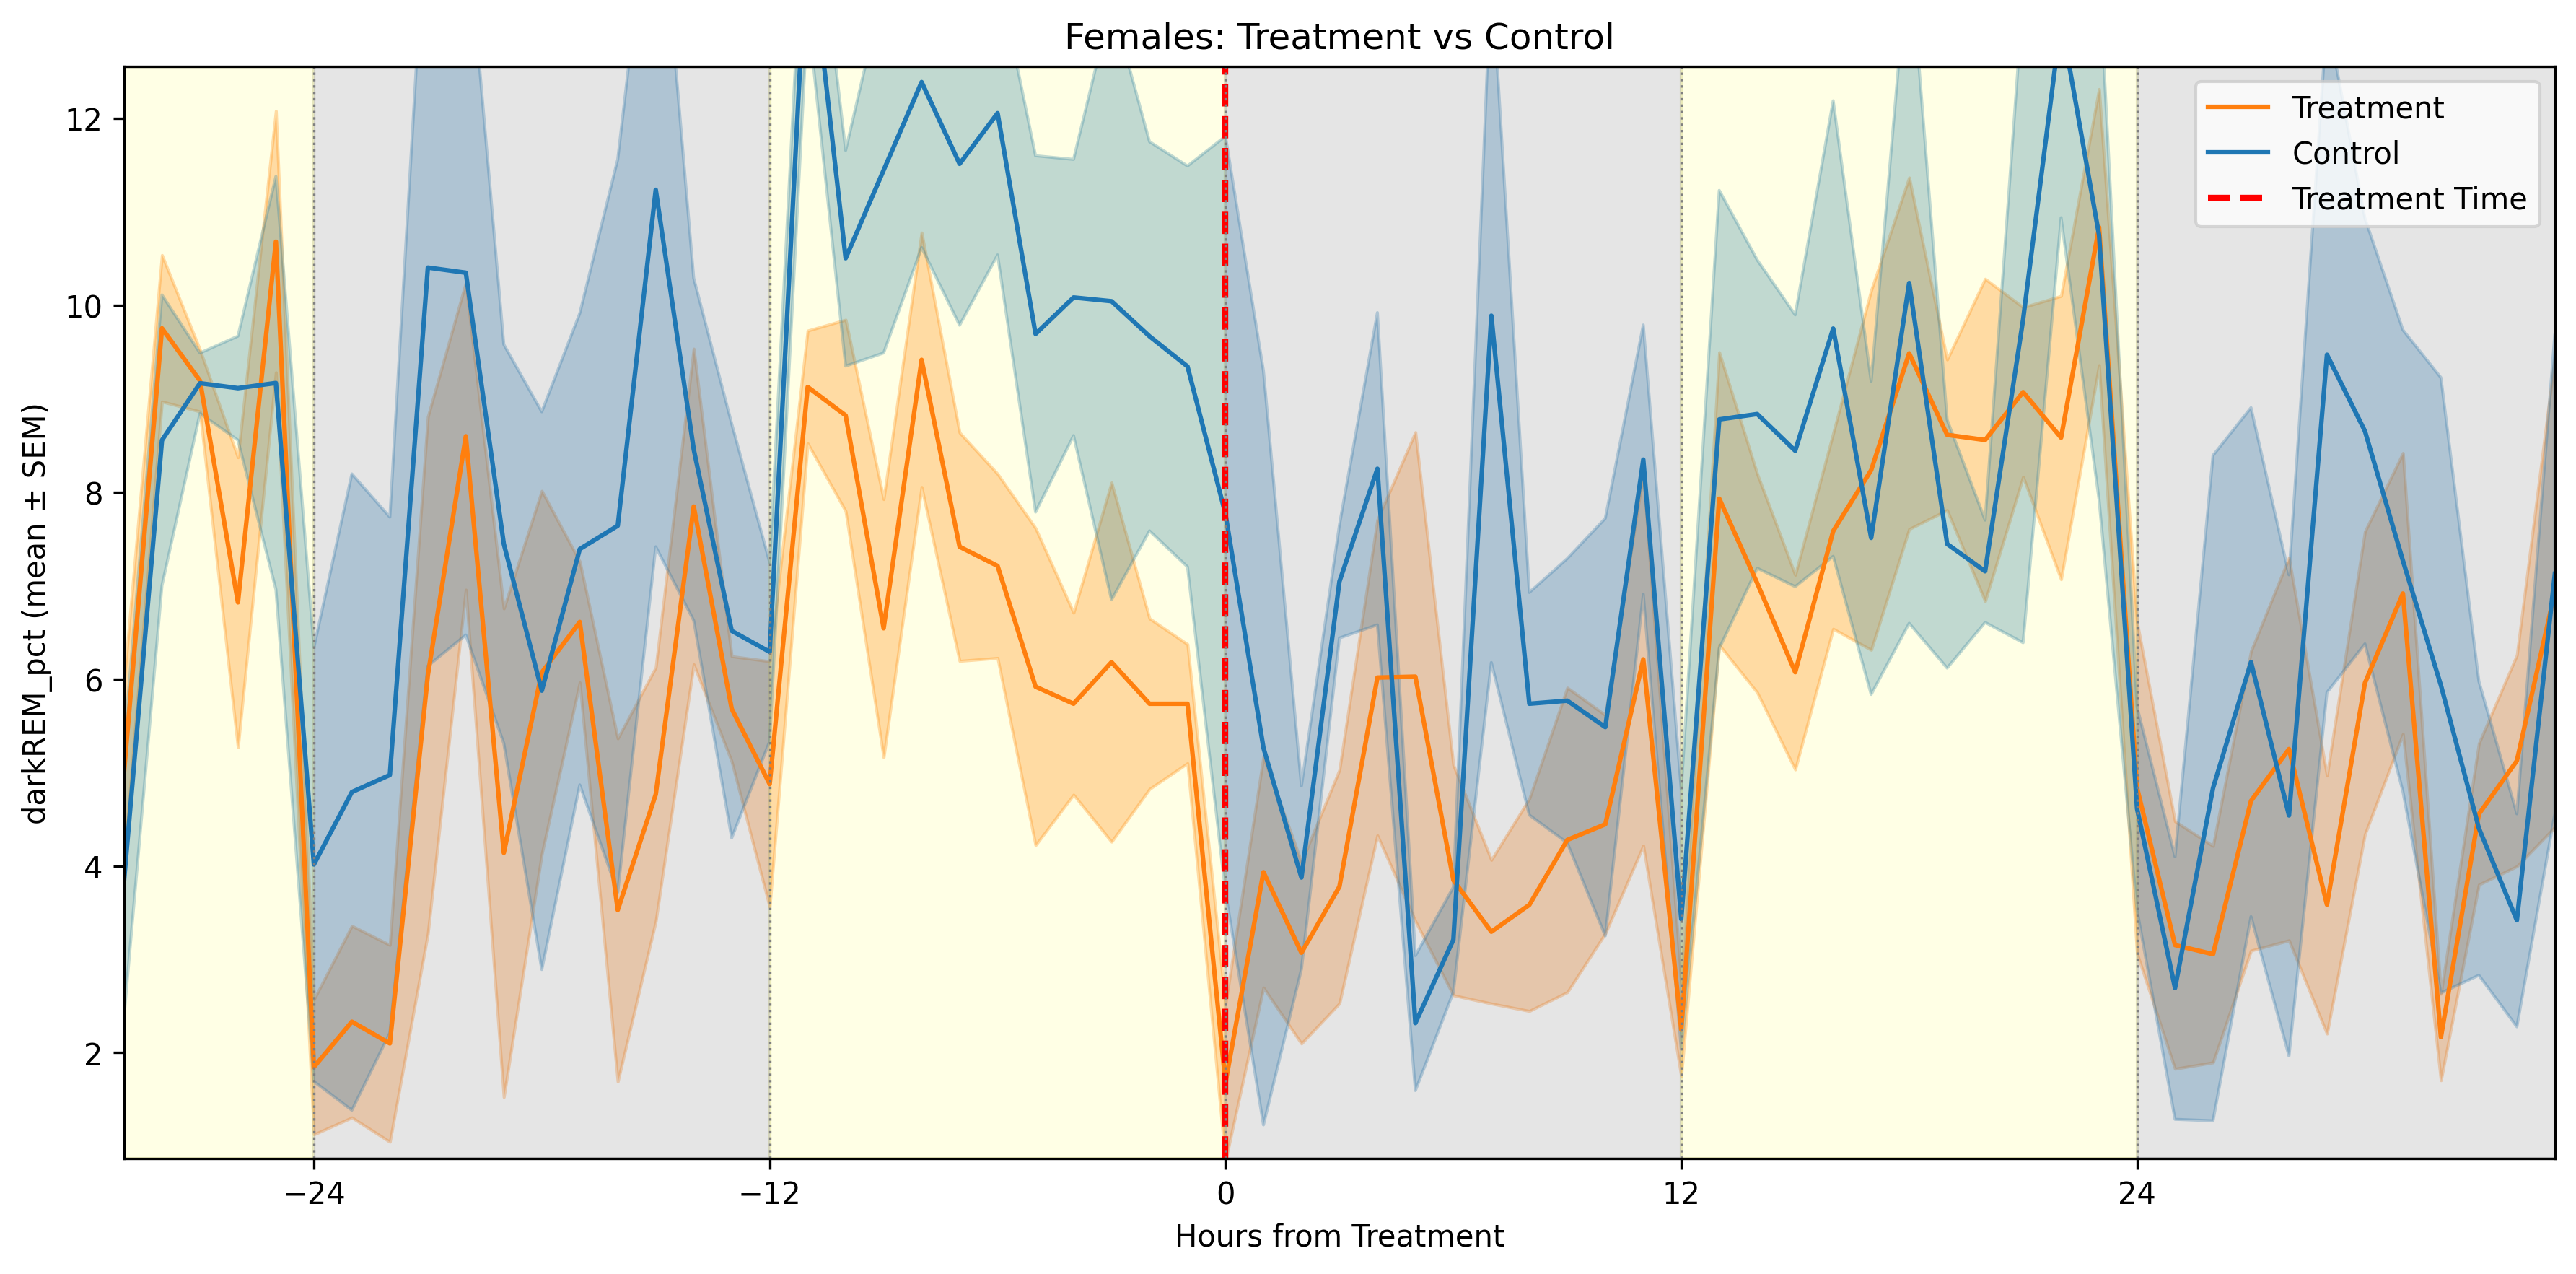 Females: Treatment vs Control
Treatment
Control
Treatment Time
darkREM_pct (mean ± SEM)
12
10
8
6
4
2
−24
−12
0
12
24
Hours from Treatment